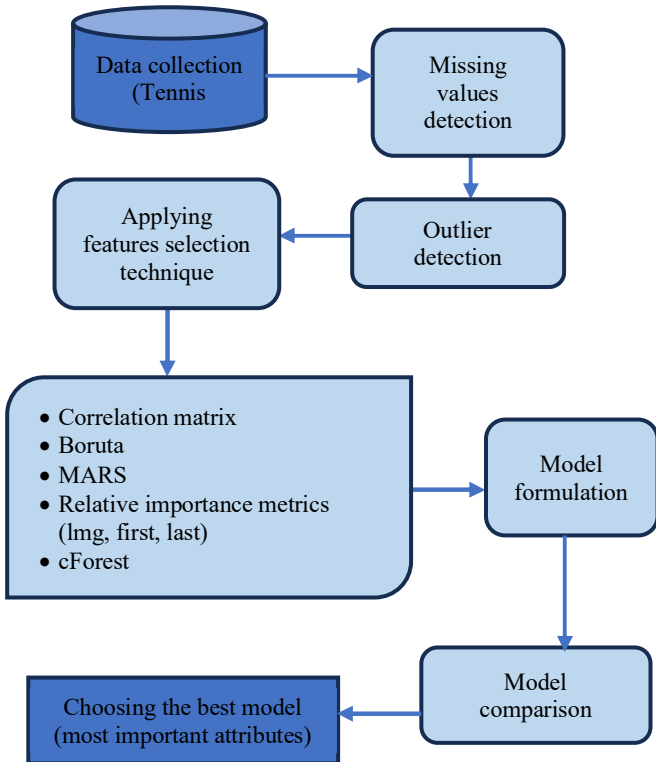 Data collection
(Tennis
Missing
values
detection
Outlier
detection
Applying
features selection
technique
• Correlation matrix
• Boruta
• MARS
• Relative importance metrics
(lmg, first, last)
• cForest
Model
formulation
Model
comparison
Choosing the best model
(most important attributes)